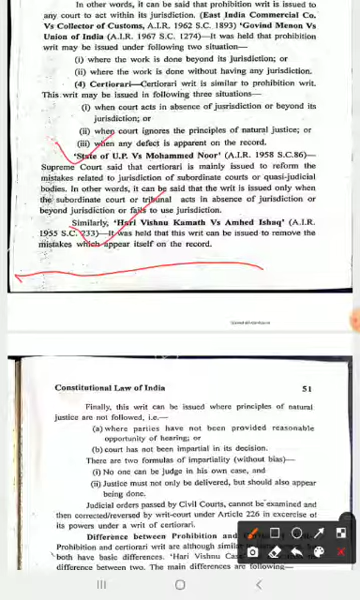 In other words, it can be said that prohibition writ is issued to
any court to act within its jurisdiction. (East India Commercial Co.
Vs Collector of Customs, A.I.R. 1962 S.C. 1893) 'Govind Menon Vs
Union of India (A.I.R. 1967 S.C. 1274)—It was held that prohibition
writ may be issued under following two situation—
(i) where the work is done beyond its jurisdiction; or
(ii) where the work is done without having any jurisdiction.
(4) Certiorari—Certiorari writ is similar to prohibition writ.
This writ may be issued in following three situations—
(i) when court acts in absence of jusrisdiction or beyond its
jurisdiction; or
(ii) when court ignores the principles of natural justice; or
(iii) when any defect is apparent on the record.
'State of U.P. Vs Mohammed Noor' (A.I.R. 1958 S.C.86)—
Supreme Court said that certiorari is mainly issued to reform the
mistakes related to jurisdiction of subordinate courts or quasi-judicial
bodies. In other words, it can be said that the writ is issued only when
the subordinate court or tribunal acts in absence of jurisdiction or
beyond jurisdiction or fails to use jurisdiction.
Similarly, 'Hari Vishnu Kamath Vs Amhed Ishaq' (A.I.R.
1955 S.C. 233)—It was held that this writ can be issued to remove the
mistakes which appear itself on the record.
Constitutional Law of India 51
Finally, this writ can be issued where principles of natural
justice are not followed, i.e.—
(a) where parties have not been provided reasonable
opportunity of hearing; or
(b) court has not been impartial in its decision.
There are two formulas of impartiality (without bias)—
(i) No one can be judge in his own case, and
(ii) Justice must not only be delivered, but should also appear
being done.
Judicial orders passed by Civil Courts, cannot be examined and
then corrected/reversed by writ-court under Article 226 in excercise of
its powers under a writ of certiorari.
Difference between Prohibition and
Prohibition and certiorari writ are although similar
both have basic differences. 'Hari Vishnu
difference between two. The main differences are following—